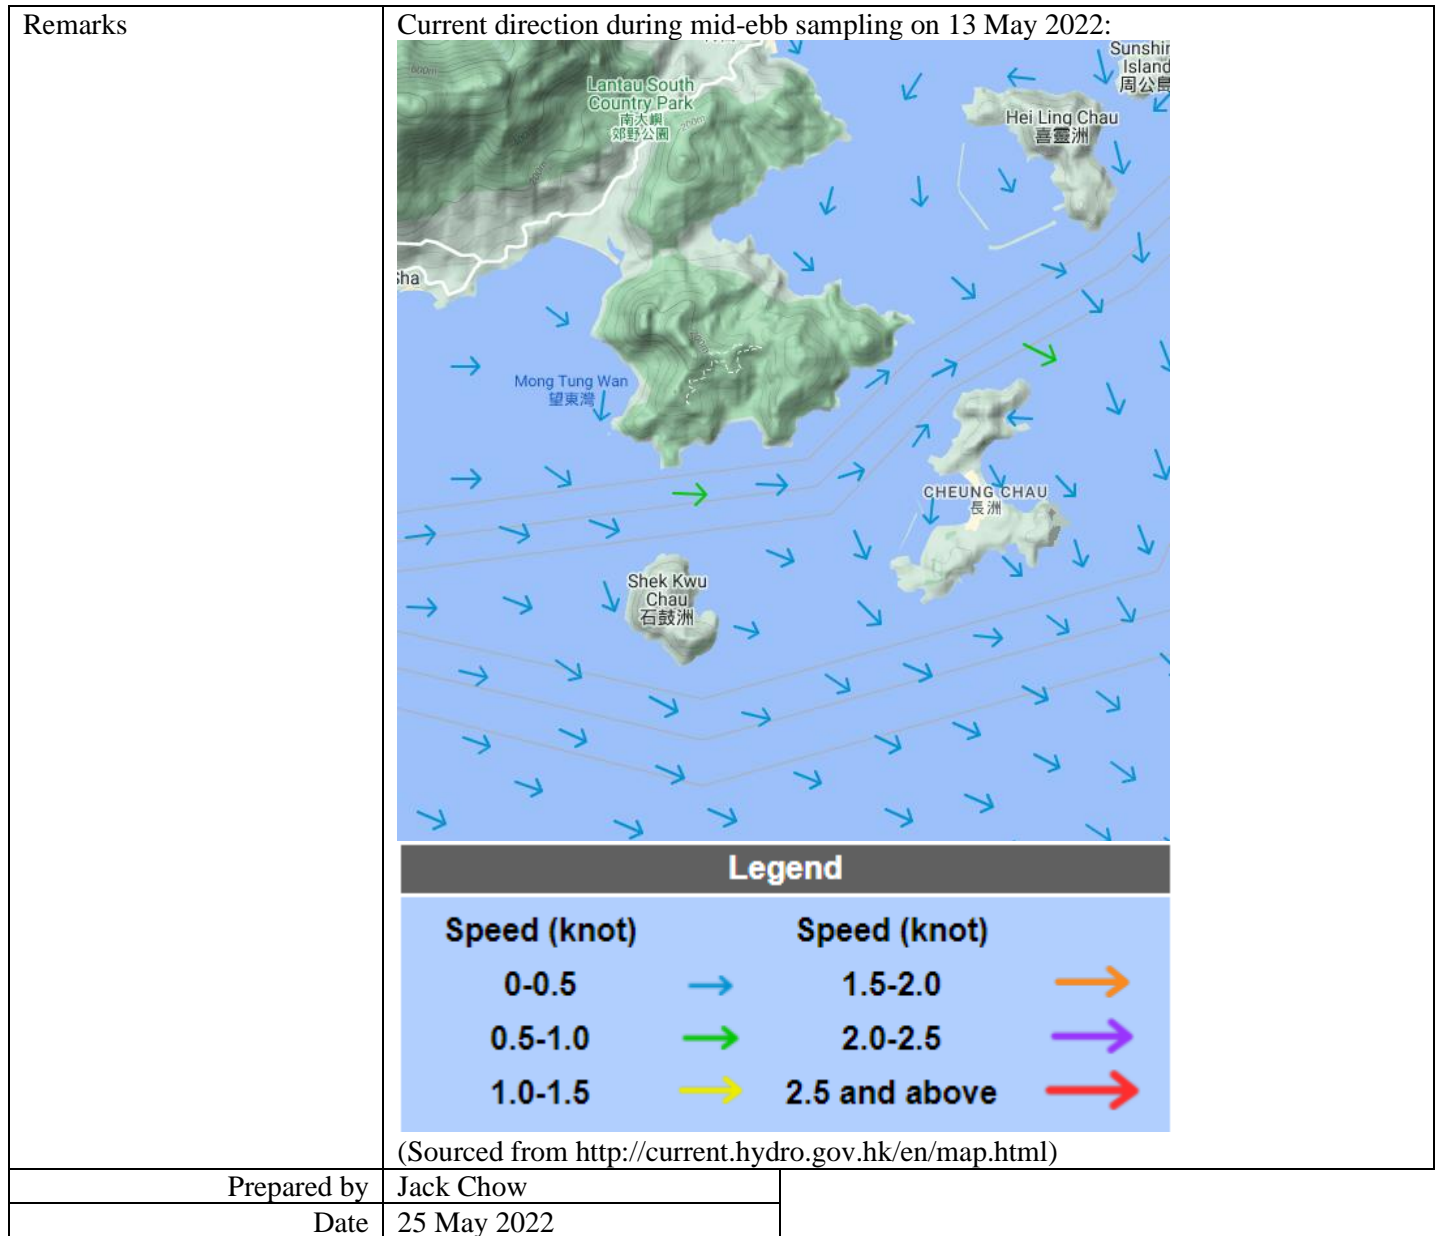 Remarks
Current direction during mid-ebb sampling on 13 May 2022:
Sunshin
Island
周公島
600m
Lantau South
Country Park
南大嶼
郊野公園
200m
Hei Ling Chau
喜靈洲
Sha
Mong Tung Wan
望東灣
CHEUNG CHAU
長洲
Shek Kwu
Chau
石鼓洲
Legend
Speed (knot) Speed (knot)
0-0.5 1.5-2.0
0.5-1.0 2.0-2.5
1.0-1.5 2.5 and above
(Sourced from http://current.hydro.gov.hk/en/map.html)
Prepared by Jack Chow
Date 25 May 2022